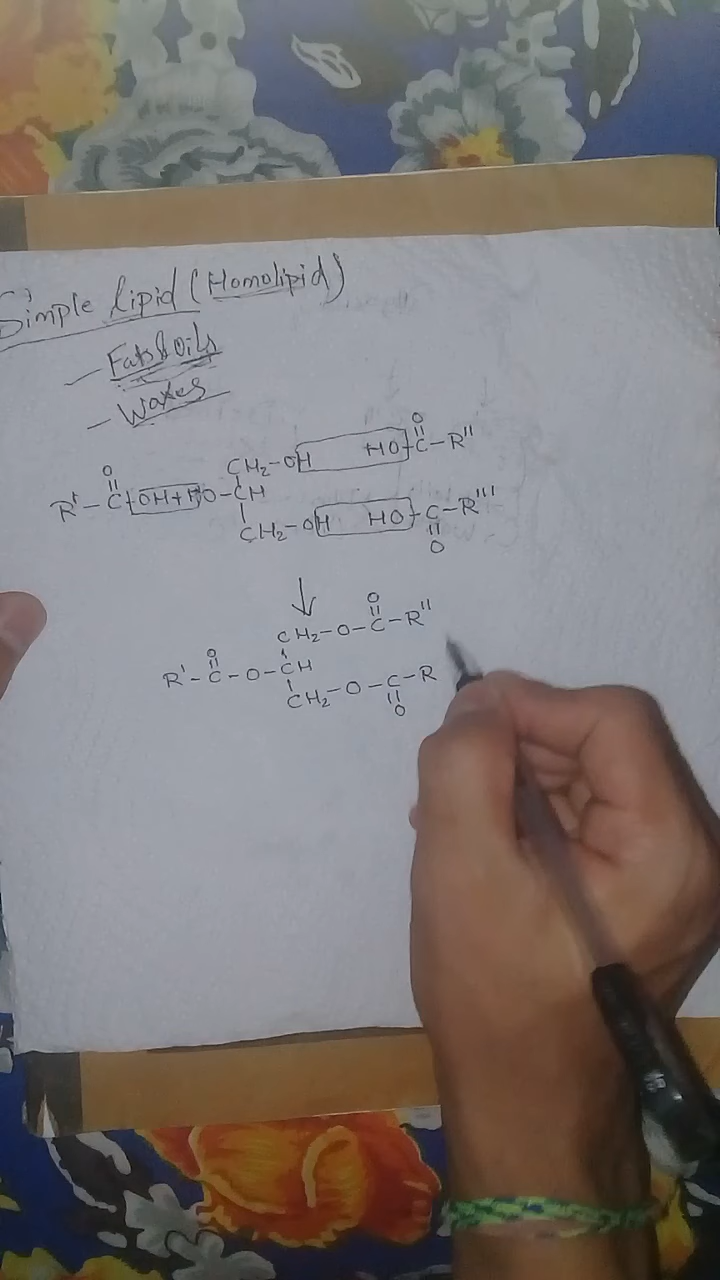 Simple lipid (Homolipid)
- Fats & Oils
- Waxes
O O
|| ||
CH₂-OH HO-C-R''
R'-C-OH+HO-CH
CH₂-OH HO-C-R'''
||
O
↓
O
||
CH₂-O-C-R''
O
||
R'-C-O-CH
CH₂-O-C-R
||
O